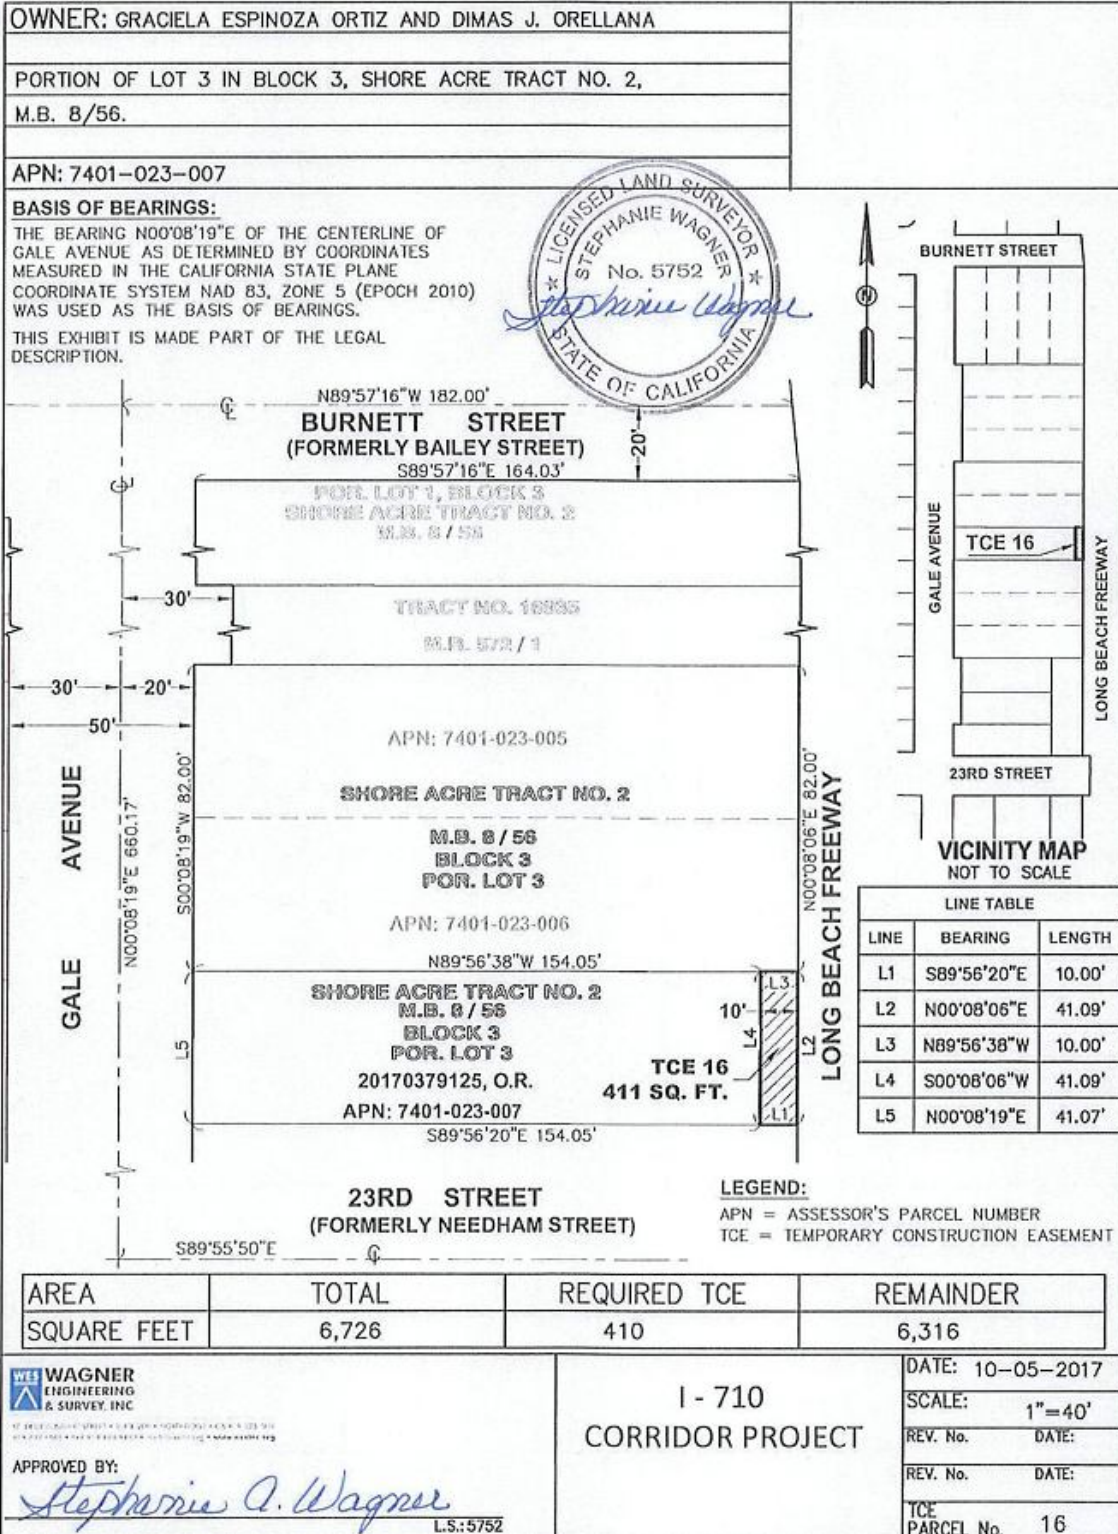 OWNER: GRACIELA ESPINOZA ORTIZ AND DIMAS J. ORELLANA
PORTION OF LOT 3 IN BLOCK 3, SHORE ACRE TRACT NO. 2,
M.B. 8/56.
APN: 7401-023-007
BASIS OF BEARINGS:
THE BEARING N00°08'19"E OF THE CENTERLINE OF
GALE AVENUE AS DETERMINED BY COORDINATES
MEASURED IN THE CALIFORNIA STATE PLANE
COORDINATE SYSTEM NAD 83, ZONE 5 (EPOCH 2010)
WAS USED AS THE BASIS OF BEARINGS.
THIS EXHIBIT IS MADE PART OF THE LEGAL
DESCRIPTION.
LICENSED LAND SURVEYOR
STEPHANIE WAGNER
No. 5752
Stephanie Wagner
STATE OF CALIFORNIA
N
N89°57'16"W 182.00'
BURNETT STREET
(FORMERLY BAILEY STREET)
20'
S89°57'16"E 164.03'
POR. LOT 1, BLOCK 3
SHORE ACRE TRACT NO. 2
M.B. 8 / 56
30'
TRACT NO. 16935
M.B. 572 / 1
30'
20'
50'
GALE AVENUE
N00°08'19"E 660.17'
S00°08'19"W 82.00'
APN: 7401-023-005
SHORE ACRE TRACT NO. 2
M.B. 8 / 56
BLOCK 3
POR. LOT 3
APN: 7401-023-006
N00°08'06"E 82.00'
LONG BEACH FREEWAY
N89°56'38"W 154.05'
SHORE ACRE TRACT NO. 2
M.B. 8 / 56
BLOCK 3
POR. LOT 3
20170379125, O.R.
APN: 7401-023-007
L5
10'
L3
L4
L2
L1
TCE 16
411 SQ. FT.
S89°56'20"E 154.05'
23RD STREET
(FORMERLY NEEDHAM STREET)
S89°55'50"E
BURNETT STREET
GALE AVENUE
TCE 16
LONG BEACH FREEWAY
23RD STREET
VICINITY MAP
NOT TO SCALE
LINE TABLE
LINE BEARING LENGTH
L1 S89°56'20"E 10.00'
L2 N00°08'06"E 41.09'
L3 N89°56'38"W 10.00'
L4 S00°08'06"W 41.09'
L5 N00°08'19"E 41.07'
LEGEND:
APN = ASSESSOR'S PARCEL NUMBER
TCE = TEMPORARY CONSTRUCTION EASEMENT
AREA TOTAL REQUIRED TCE REMAINDER
SQUARE FEET 6,726 410 6,316
WES WAGNER
ENGINEERING
& SURVEY, INC
APPROVED BY:
Stephanie A. Wagner
L.S.:5752
I - 710
CORRIDOR PROJECT
DATE: 10-05-2017
SCALE: 1"=40'
REV. No. DATE:
REV. No. DATE:
TCE
PARCEL No. 16